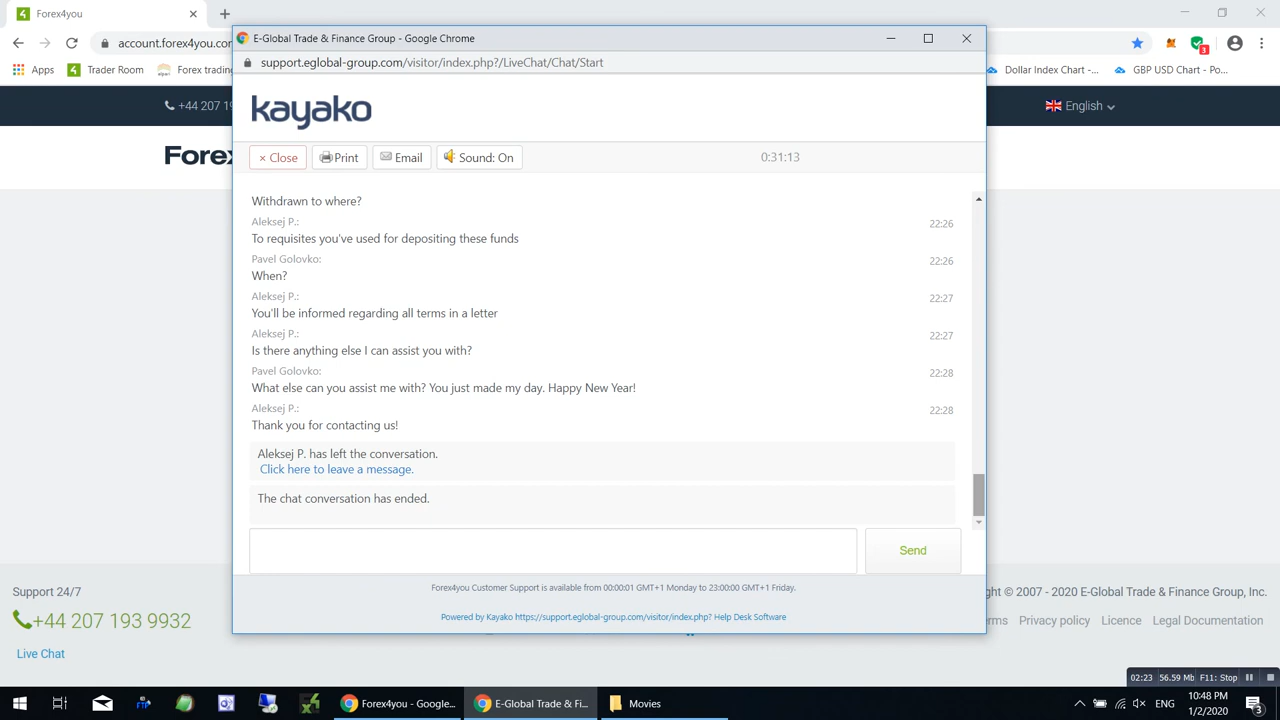 Forex4you
E-Global Trade & Finance Group - Google Chrome
account.forex4you.co
support.eglobal-group.com/visitor/index.php?/LiveChat/Chat/Start
3
Apps
Trader Room
Forex trading
Dollar Index Chart -...
GBP USD Chart - Po...
+44 207 19
English
Forex
kayako
× Close
Print
Email
Sound: On
0:31:13
Withdrawn to where?
Aleksej P.:
22:26
To requisites you've used for depositing these funds
Pavel Golovko:
22:26
When?
Aleksej P.:
22:27
You'll be informed regarding all terms in a letter
Aleksej P.:
22:27
Is there anything else I can assist you with?
Pavel Golovko:
22:28
What else can you assist me with? You just made my day. Happy New Year!
Aleksej P.:
22:28
Thank you for contacting us!
Aleksej P. has left the conversation.
Click here to leave a message.
The chat conversation has ended.
Send
Forex4you Customer Support is available from 00:00:01 GMT+1 Monday to 23:00:00 GMT+1 Friday.
Powered by Kayako https://support.eglobal-group.com/visitor/index.php? Help Desk Software
Support 24/7
+44 207 193 9932
Live Chat
ght © 2007 - 2020 E-Global Trade & Finance Group, Inc.
rms
Privacy policy
Licence
Legal Documentation
02:23
56.59 Mb
F11: Stop
Forex4you - Google...
E-Global Trade & Fi...
Movies
ENG
10:48 PM
1/2/2020
3